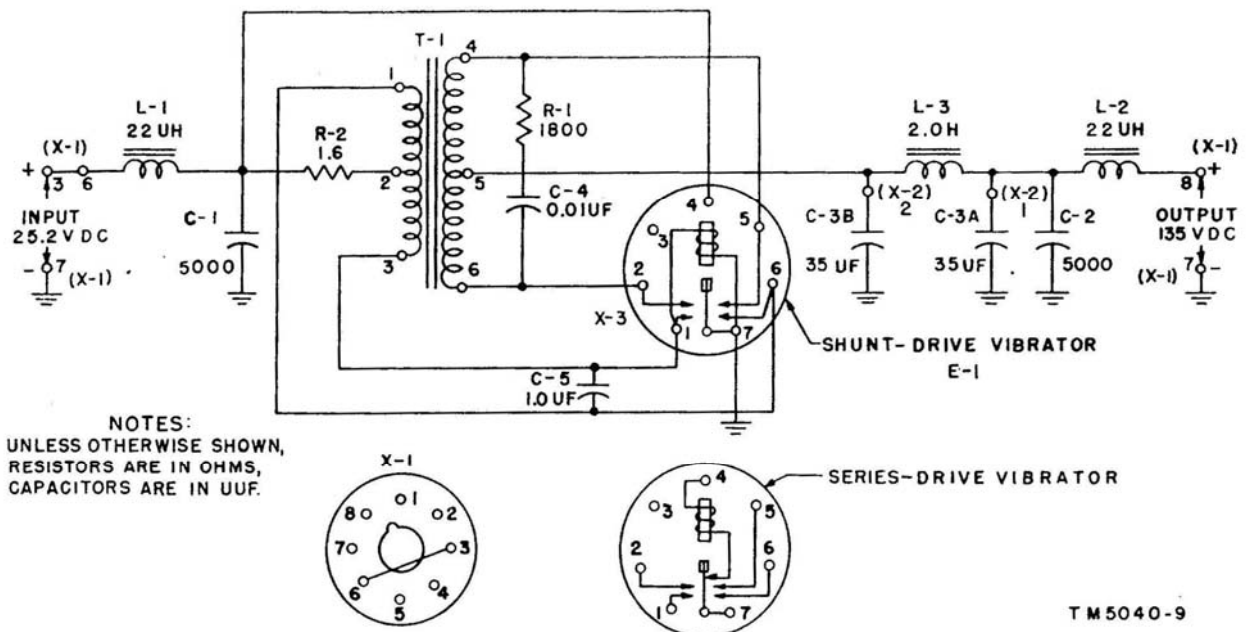 T-1
4
1
L-1
22 UH
R-1
1800
L-3
2.0H
L-2
22UH
(X-1)
R-2
1.6
(X-1)
+
3
6
2
5
+
8
INPUT
25.2 V DC
C-1
5000
C-4
0.01UF
C-3B
35 UF
(X-2)
2
C-3A
35UF
(X-2)
1
C-2
5000
OUTPUT
135 VDC
-
7
(X-1)
(X-1)
7
-
3
6
4
3
5
2
6
X-3
1
7
SHUNT-DRIVE VIBRATOR
E-1
C-5
1.0 UF
NOTES:
UNLESS OTHERWISE SHOWN,
RESISTORS ARE IN OHMS,
CAPACITORS ARE IN UUF.
X-1
1
8
2
7
3
6
4
5
SERIES-DRIVE VIBRATOR
4
3
5
2
6
1
7
TM5040-9